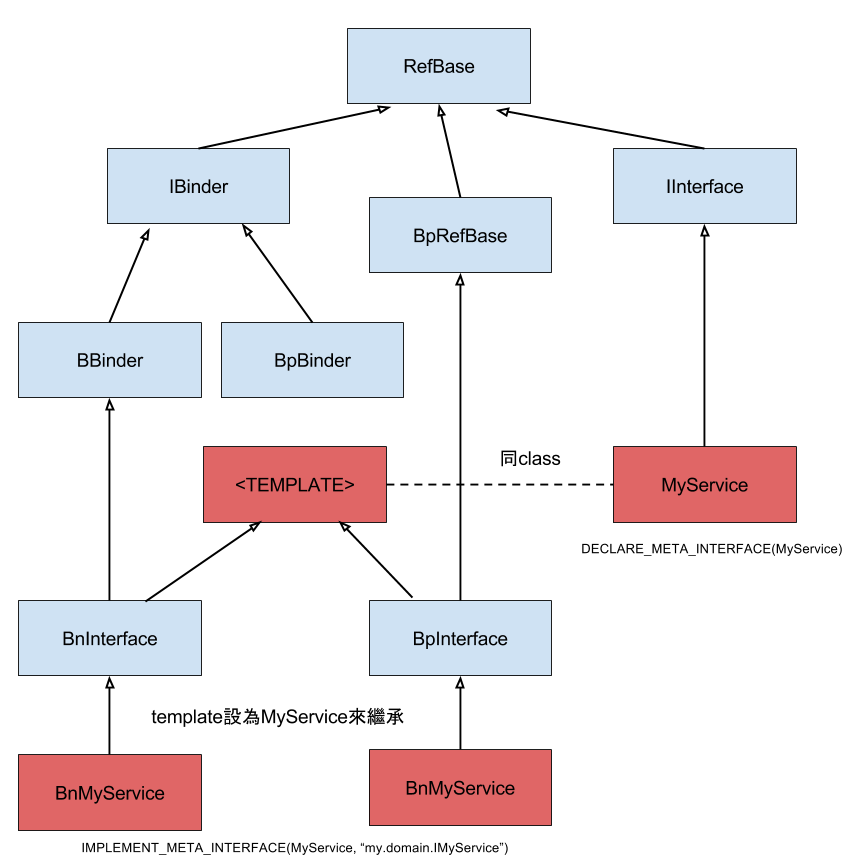 RefBase
IBinder
IInterface
BpRefBase
BBinder
BpBinder
同class
<TEMPLATE>
MyService
DECLARE_META_INTERFACE(MyService)
BnInterface
BpInterface
template設為MyService來繼承
BnMyService
BnMyService
IMPLEMENT_META_INTERFACE(MyService, “my.domain.IMyService”)